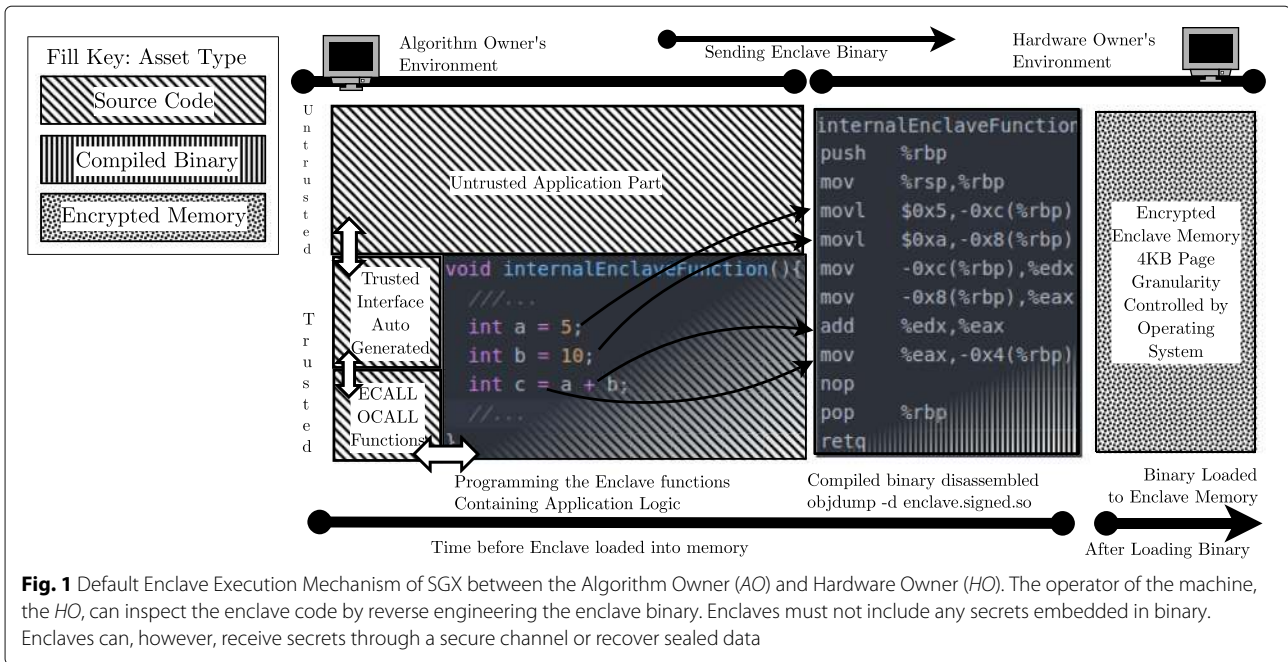 Fill Key: Asset Type
Source Code
Compiled Binary
Encrypted Memory
Algorithm Owner's
Environment
Sending Enclave Binary
Hardware Owner's
Environment
Untrusted
Trusted
Untrusted Application Part
Trusted
Interface
Auto
Generated
ECALL
OCALL
Functions
void internalEnclaveFunction(){
///...
int a = 5;
int b = 10;
int c = a + b;
//...
}
internalEnclaveFunction
push %rbp
mov %rsp,%rbp
movl $0x5,-0xc(%rbp)
movl $0xa,-0x8(%rbp)
mov -0xc(%rbp),%edx
mov -0x8(%rbp),%eax
add %edx,%eax
mov %eax,-0x4(%rbp)
nop
pop %rbp
retq
Encrypted
Enclave Memory
4KB Page
Granularity
Controlled by
Operating
System
Programming the Enclave functions
Containing Application Logic
Compiled binary disassembled
objdump -d enclave.signed.so
Binary Loaded
to Enclave Memory
Time before Enclave loaded into memory
After Loading Binary
Fig. 1 Default Enclave Execution Mechanism of SGX between the Algorithm Owner (AO) and Hardware Owner (HO). The operator of the machine,
the HO, can inspect the enclave code by reverse engineering the enclave binary. Enclaves must not include any secrets embedded in binary.
Enclaves can, however, receive secrets through a secure channel or recover sealed data